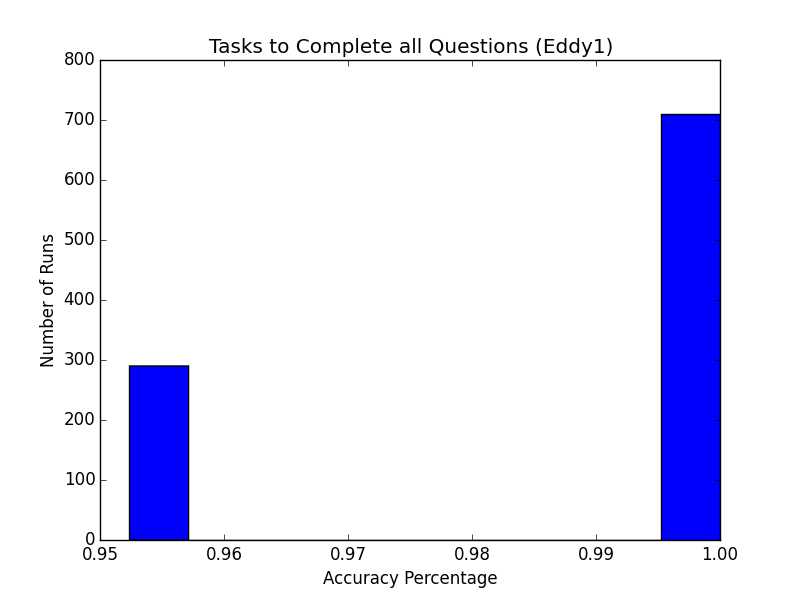 Tasks to Complete all Questions (Eddy1)
800
700
600
500
400
300
200
100
0
Number of Runs
0.95 0.96 0.97 0.98 0.99 1.00
Accuracy Percentage